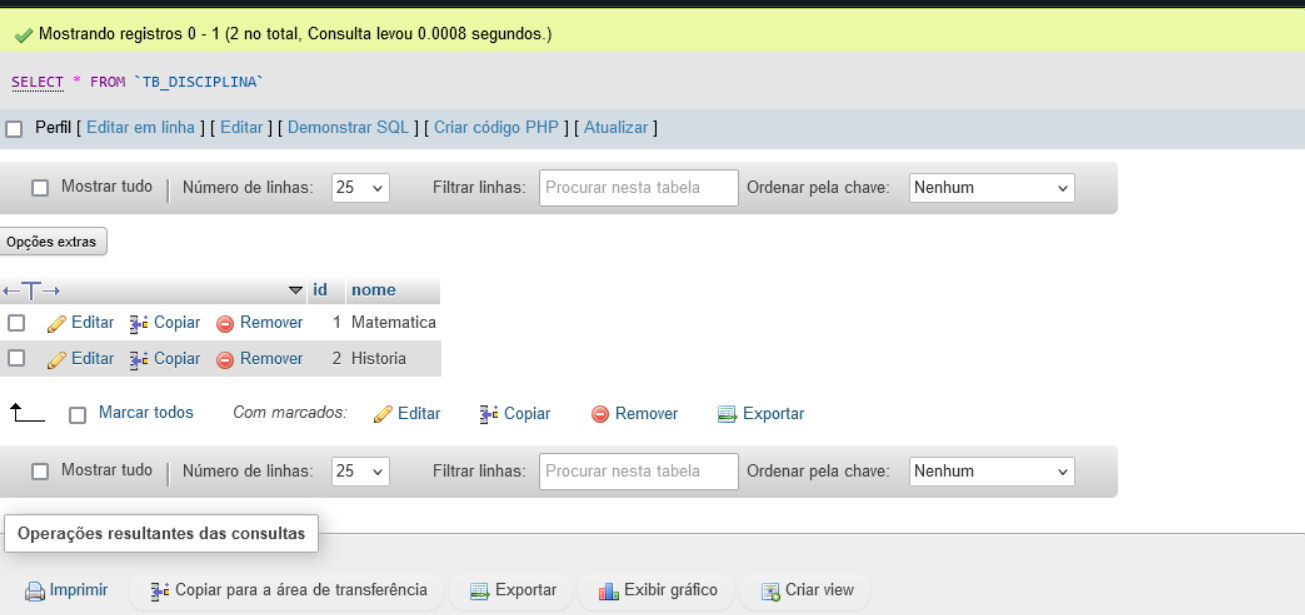 Mostrando registros 0 - 1 (2 no total, Consulta levou 0.0008 segundos.)
SELECT * FROM `TB_DISCIPLINA`
Perfil [ Editar em linha ] [ Editar ] [ Demonstrar SQL ] [ Criar código PHP ] [ Atualizar ]
Mostrar tudo | Número de linhas: 25 Filtrar linhas: Procurar nesta tabela Ordenar pela chave: Nenhum
Opções extras
←T→ id nome
Editar Copiar Remover 1 Matematica
Editar Copiar Remover 2 Historia
Marcar todos Com marcados: Editar Copiar Remover Exportar
Mostrar tudo | Número de linhas: 25 Filtrar linhas: Procurar nesta tabela Ordenar pela chave: Nenhum
Operações resultantes das consultas
Imprimir Copiar para a área de transferência Exportar Exibir gráfico Criar view